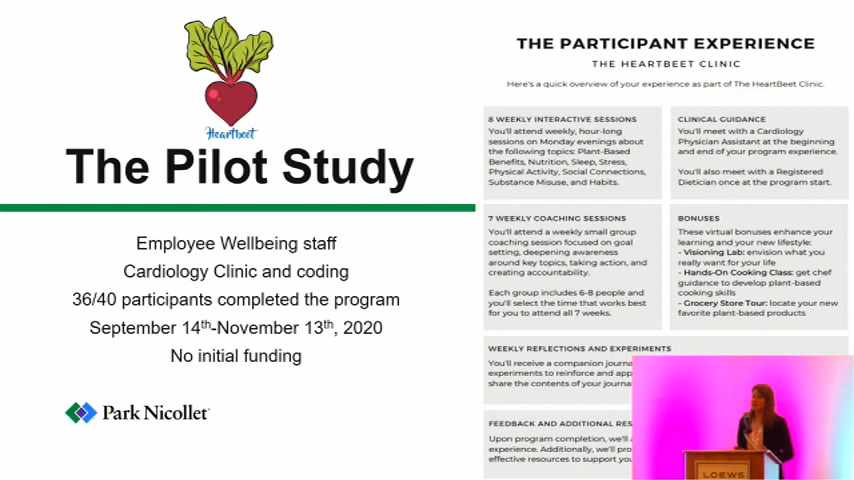 Heartbeet
The Pilot Study
Employee Wellbeing staff
Cardiology Clinic and coding
36/40 participants completed the program
September 14th-November 13th, 2020
No initial funding
Park Nicollet
THE PARTICIPANT EXPERIENCE
THE HEARTBEET CLINIC
Here's a quick overview of your experience as part of The HeartBeet Clinic.
8 WEEKLY INTERACTIVE SESSIONS
You'll attend weekly, hour-long
sessions on Monday evenings about
the following topics: Plant-Based
Benefits, Nutrition, Sleep, Stress,
Physical Activity, Social Connections,
Substance Misuse, and Habits.
CLINICAL GUIDANCE
You'll meet with a Cardiology
Physician Assistant at the beginning
and end of your program experience.
You'll also meet with a Registered
Dietician once at the program start.
7 WEEKLY COACHING SESSIONS
You'll attend a weekly small group
coaching session focused on goal
setting, deepening awareness
around key topics, taking action, and
creating accountability.
Each group includes 6-8 people and
you'll select the time that works best
for you to attend all 7 weeks.
BONUSES
These virtual bonuses enhance your
learning and your new lifestyle:
- Visioning Lab: envision what you
really want for your life
- Hands-On Cooking Class: get chef
guidance to develop plant-based
cooking skills
- Grocery Store Tour: locate your new
favorite plant-based products
WEEKLY REFLECTIONS AND EXPERIMENTS
You'll receive a companion journa
experiments to reinforce and app
share the contents of your journa
FEEDBACK AND ADDITIONAL RES
Upon program completion, we'll
experience. Additionally, we'll pro
effective resources to support you
LOEWS